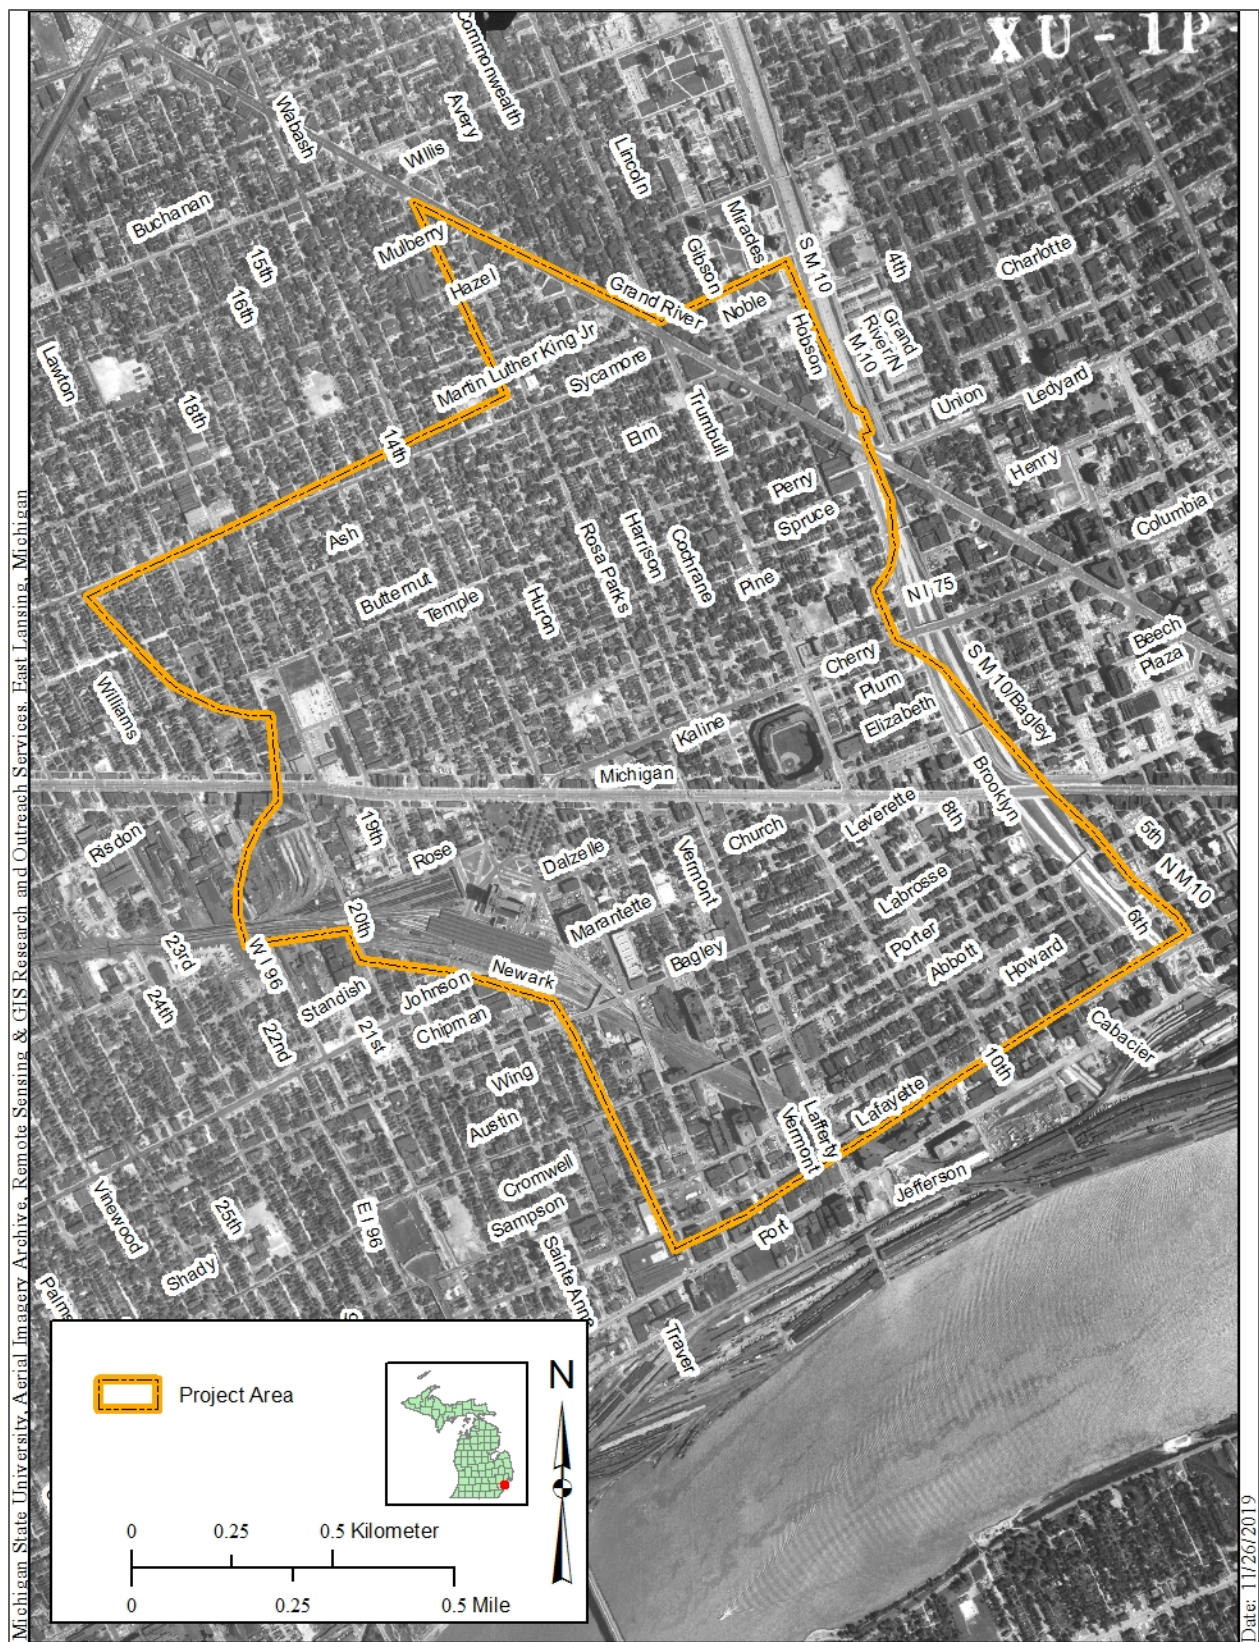 XU-1P-
Commonwealth
Wabash
Avery
Willis
Lincoln
Buchanan
Mulberry
Miracles
Gibson
S M 10
4th
Charlotte
15th
16th
Hazel
Grand River
Noble
Hobson
Grand
River/N
M 10
Lawton
Martin Luther King Jr
Sycamore
18th
14th
Trumbull
Elm
Union
Ledyard
Henry
Perry
Spruce
Columbia
Ash
Rosa Parks
Harrison
Cochrane
Pine
N I 75
Butternut
Temple
Huron
Beech
Plaza
Cherry
Plum
Elizabeth
S M 10/Bagley
Williams
Kaline
Michigan
Brooklyn
Risdon
19th
Rose
Dalzelle
Vermont
Church
Leverette
8th
5th
N M 10
Labrosse
Marantette
20th
6th
23rd
W I 96
Porter
Abbott
Howard
Bagley
Newark
Johnson
Standish
Chipman
24th
22nd
21st
10th
Cabacier
Wing
Austin
Lafayette
Lafferty
Vermont
Cromwell
Sampson
Jefferson
Vinewood
25th
E I 96
Fort
Shady
Sainte Anne
Palms
Traver
Project Area
N
0 0.25 0.5 Kilometer
0 0.25 0.5 Mile
Michigan State University, Aerial Imagery Archive, Remote Sensing & GIS Research and Outreach Services. East Lansing, Michigan
Date: 11/26/2019